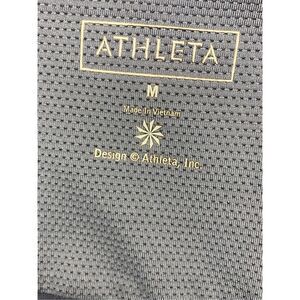 ATHLETA
M
Made In Vietnam
Design © Athleta, Inc.